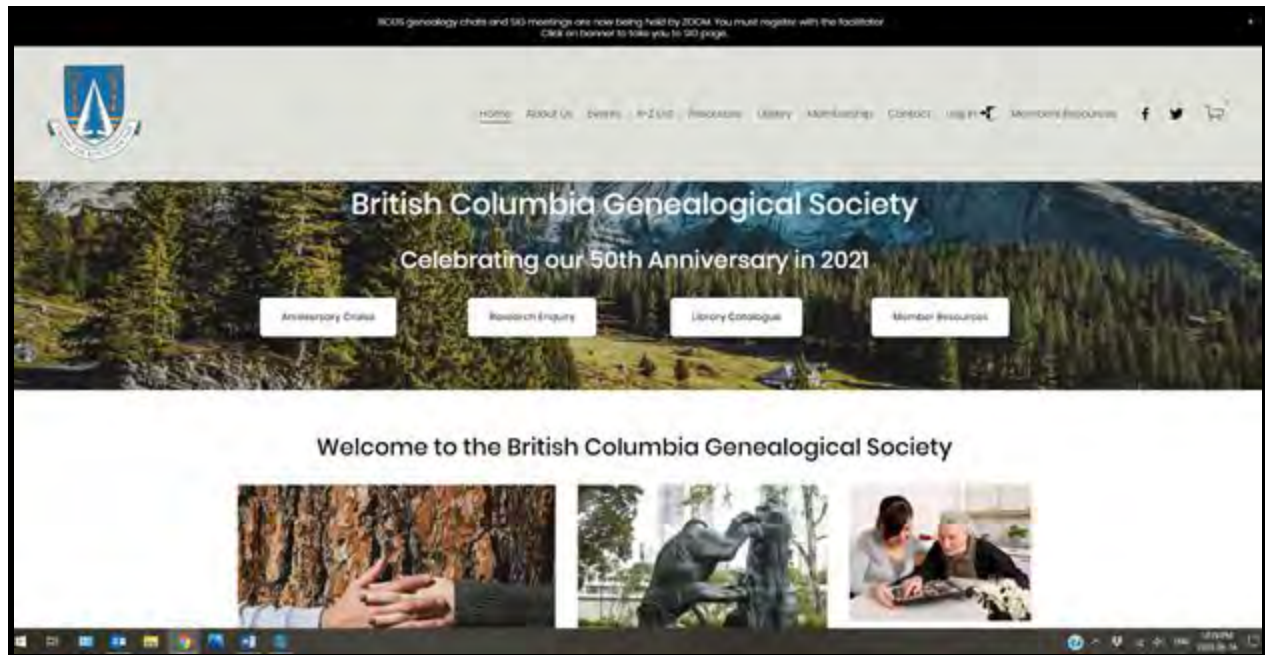 BCGS genealogy chats and SIG meetings are now being held by ZOOM. You must register with the facilitator
Click on banner to take you to SIG page.
Home About Us Events A-Z List Resources Library Membership Contact Log In Members Resources
British Columbia Genealogical Society
Celebrating our 50th Anniversary in 2021
Anniversary Cruise Research Enquiry Library Catalogue Member Resources
Welcome to the British Columbia Genealogical Society
ENG